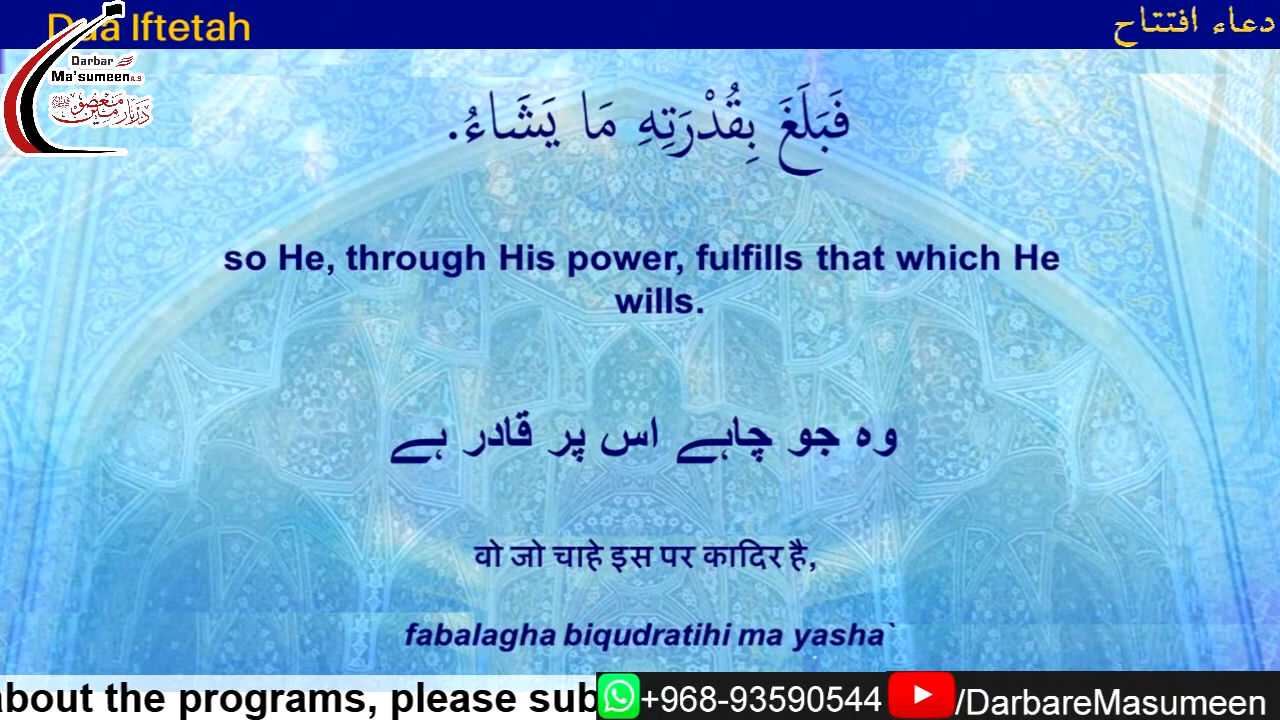 Dua Iftetah
دعاء افتتاح
Darbar
Ma'sumeen A.S
فَبَلَغَ بِقُدْرَتِهِ مَا يَشَاءُ.
so He, through His power, fulfills that which He
wills.
وہ جو چاہے اس پر قادر ہے
वो जो चाहे इस पर कादिर है,
fabalagha biqudratihi ma yasha`
about the programs, please sub
+968-93590544
/DarbareMasumeen